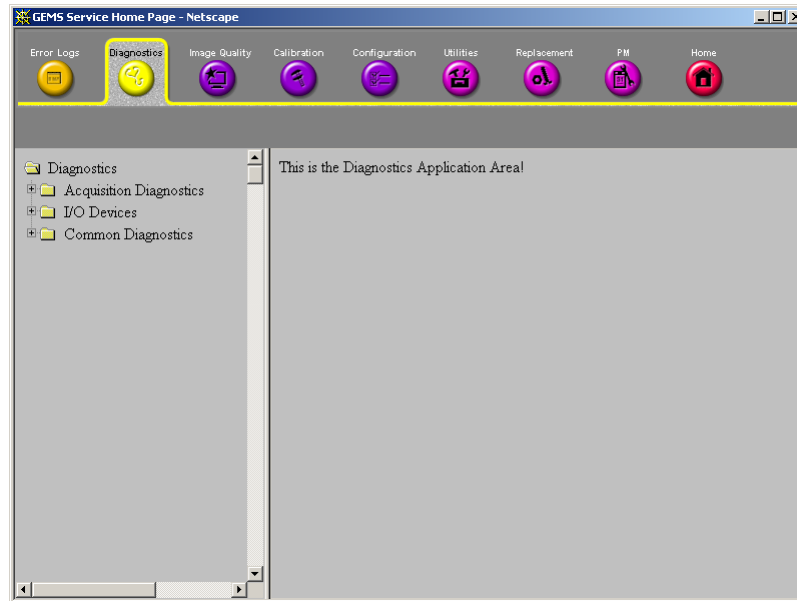 GEMS Service Home Page - Netscape
Error Logs Diagnostics Image Quality Calibration Configuration Utilities Replacement PM Home
Diagnostics
Acquisition Diagnostics
I/O Devices
Common Diagnostics
This is the Diagnostics Application Area!